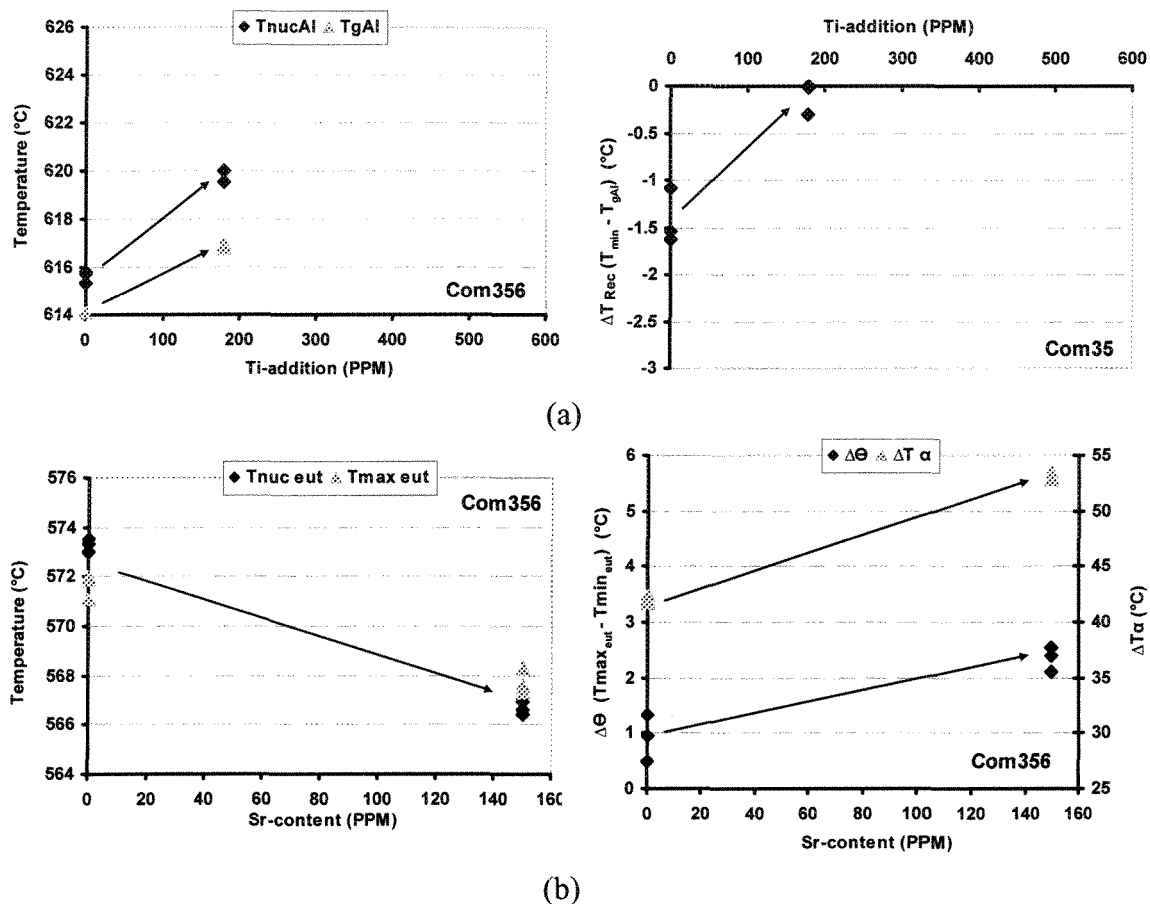 TnucAl TgAl
626
624
622
620
618
616
614
Temperature (°C)
0 100 200 300 400 500 600
Ti-addition (PPM)
Com356
Ti-addition (PPM)
0 100 200 300 400 500 600
0
-0.5
-1
-1.5
-2
-2.5
-3
ΔT Rec (Tmin - TgAl) (°C)
Com35
(a)
Tnuc eut Tmax eut
Com356
576
574
572
570
568
566
564
Temperature (°C)
0 20 40 60 80 100 120 140 160
Sr-content (PPM)
ΔΘ ΔT α
6
5
4
3
2
1
0
ΔΘ (Tmaxeut - Tmineut) (°C)
55
50
45
40
35
30
25
ΔTα (°C)
Com356
0 20 40 60 80 100 120 140 160
Sr-content (PPM)
(b)